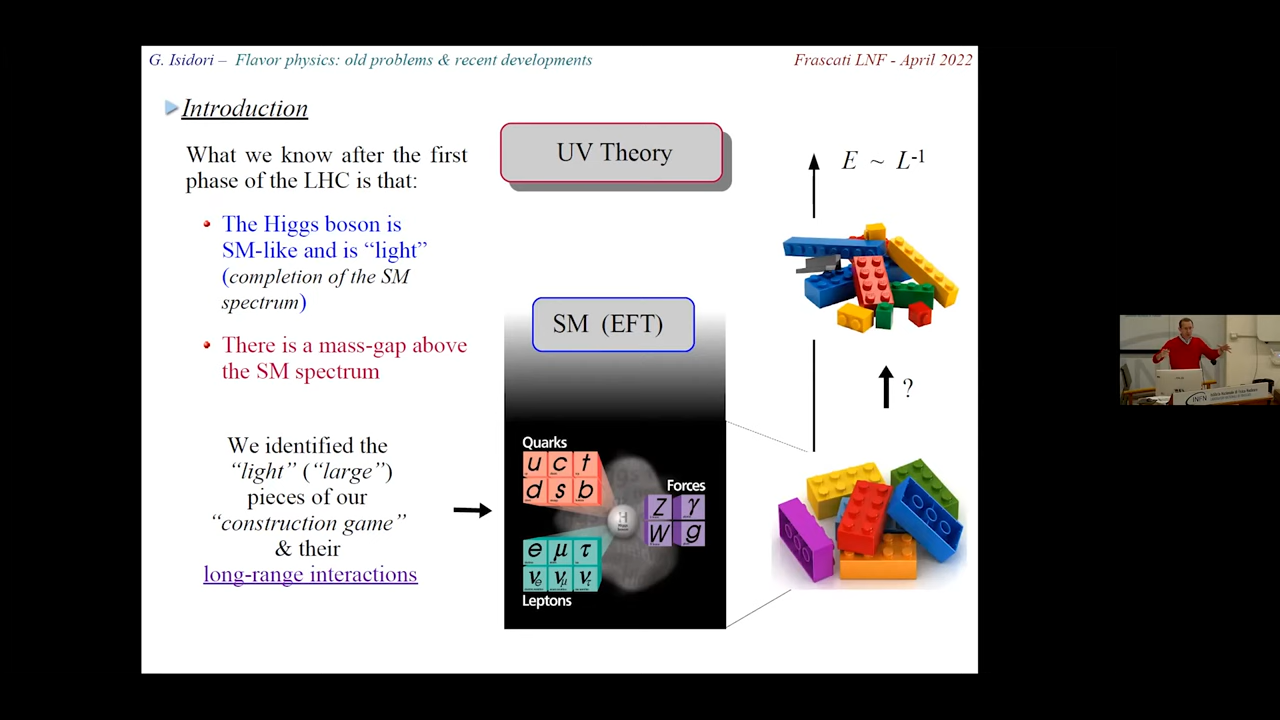 G. Isidori – Flavor physics: old problems & recent developments
Frascati LNF - April 2022
Introduction
What we know after the first
phase of the LHC is that:
The Higgs boson is
SM-like and is “light”
(completion of the SM
spectrum)
There is a mass-gap above
the SM spectrum
We identified the
“light” (“large”)
pieces of our
“construction game”
& their
long-range interactions
UV Theory
SM (EFT)
Quarks
u c t
d s b
Forces
Z γ
W g
H
e μ τ
νe νμ ντ
Leptons
E ~ L-1
?
INFN